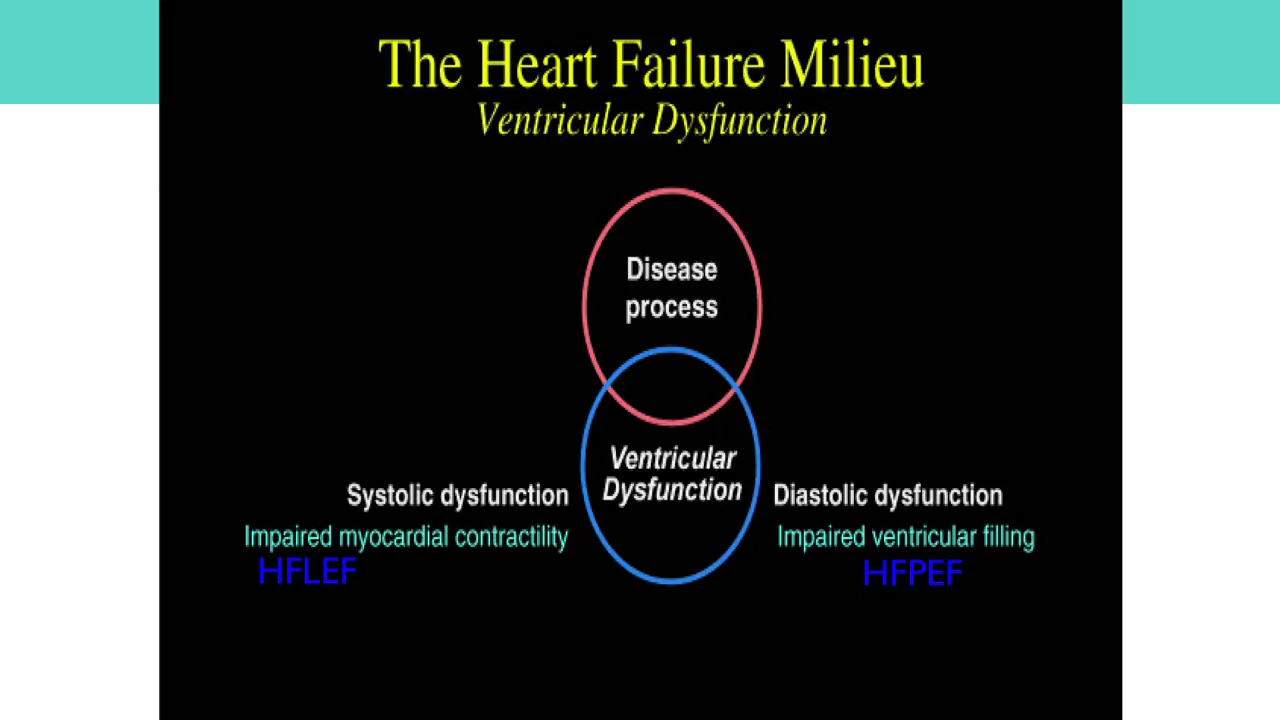 The Heart Failure Milieu
Ventricular Dysfunction
Disease
process
Ventricular
Dysfunction
Systolic dysfunction
Impaired myocardial contractility
HFLEF
Diastolic dysfunction
Impaired ventricular filling
HFPEF